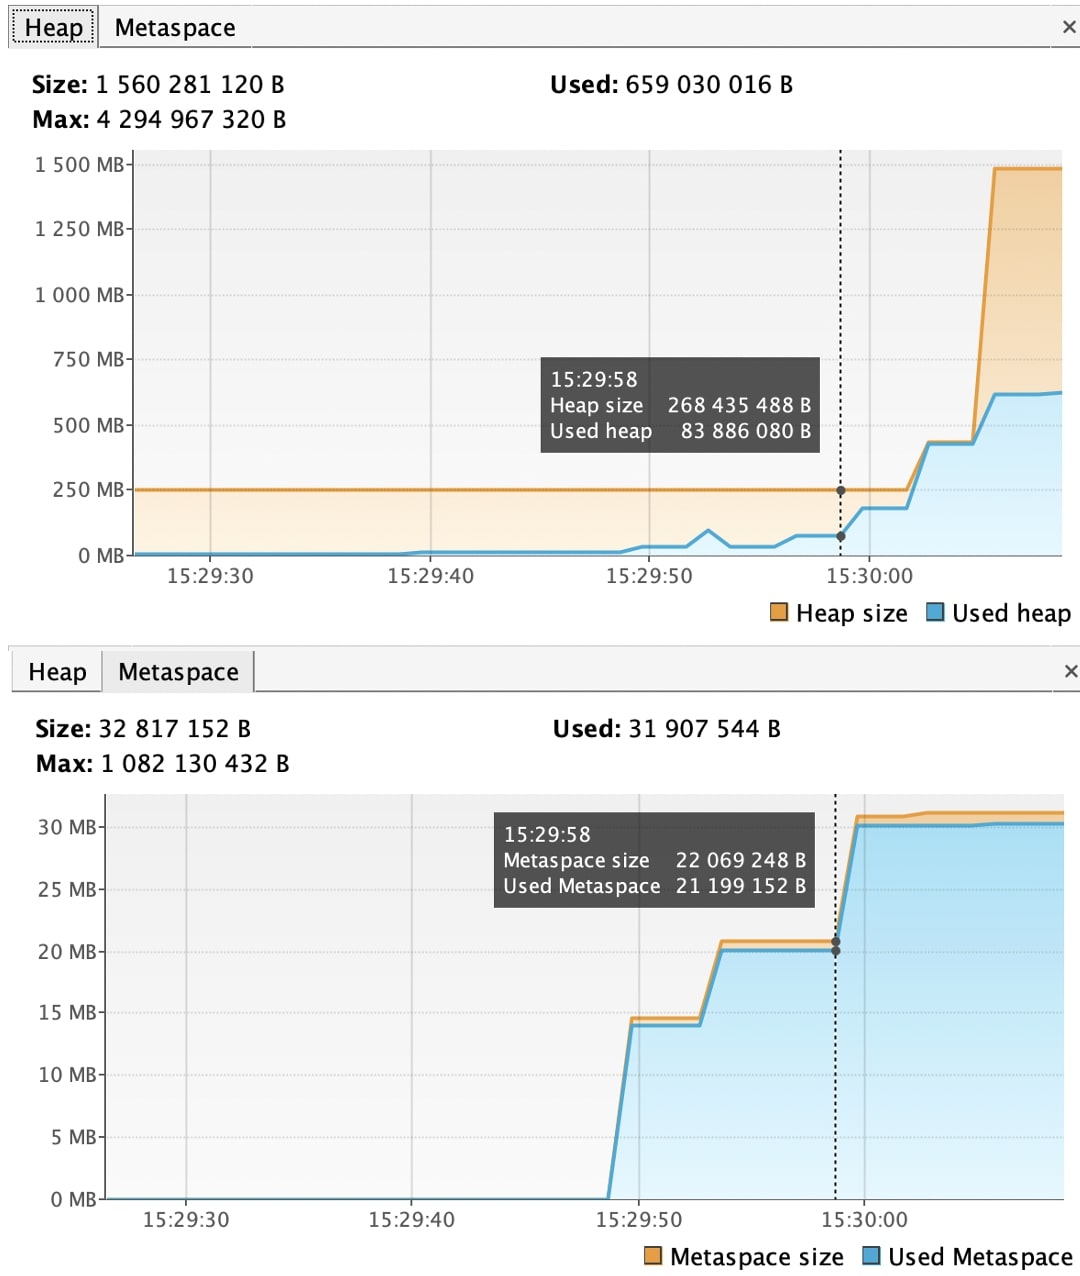 Heap Metaspace ×
Size: 1 560 281 120 B Used: 659 030 016 B
Max: 4 294 967 320 B
1 500 MB
1 250 MB
1 000 MB
750 MB
500 MB
250 MB
0 MB
15:29:58
Heap size 268 435 488 B
Used heap 83 886 080 B
15:29:30 15:29:40 15:29:50 15:30:00
Heap size Used heap
Heap Metaspace ×
Size: 32 817 152 B Used: 31 907 544 B
Max: 1 082 130 432 B
30 MB
25 MB
20 MB
15 MB
10 MB
5 MB
0 MB
15:29:58
Metaspace size 22 069 248 B
Used Metaspace 21 199 152 B
15:29:30 15:29:40 15:29:50 15:30:00
Metaspace size Used Metaspace